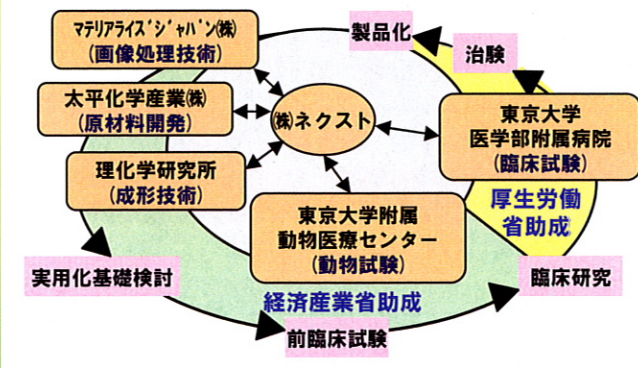 マテリアライズ・ジャパン㈱
(画像処理技術)
太平化学産業㈱
(原材料開発)
理化学研究所
(成形技術)
㈱ネクスト
東京大学附属
動物医療センター
(動物試験)
東京大学
医学部附属病院
(臨床試験)
製品化
治験
厚生労働
省助成
臨床研究
経済産業省助成
前臨床試験
実用化基礎検討